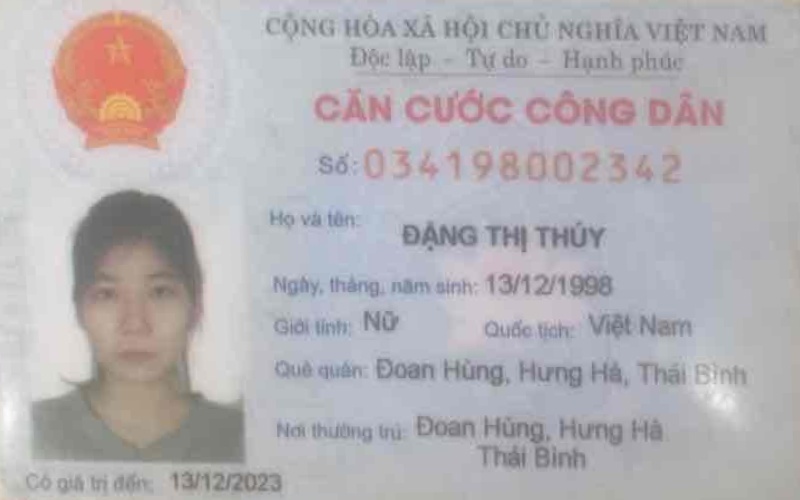 CỘNG HÒA XÃ HỘI CHỦ NGHĨA VIỆT NAM
Độc lập - Tự do - Hạnh phúc
CĂN CƯỚC CÔNG DÂN
Số: 034198002342
Họ và tên: ĐẶNG THỊ THÚY
Ngày, tháng, năm sinh: 13/12/1998
Giới tính: Nữ Quốc tịch: Việt Nam
Quê quán: Đoan Hùng, Hưng Hà, Thái Bình
Nơi thường trú: Đoan Hùng, Hưng Hà
Thái Bình
Có giá trị đến: 13/12/2023